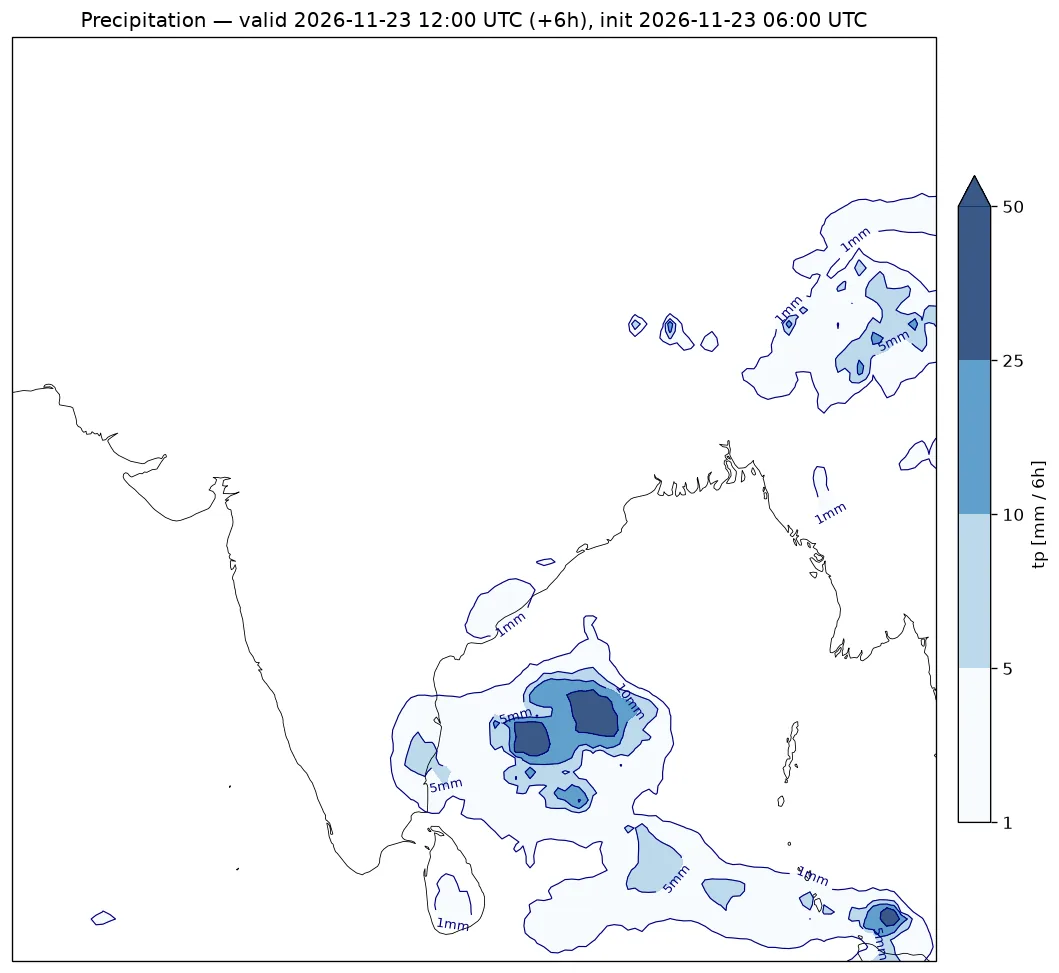 Precipitation — valid 2026-11-23 12:00 UTC (+6h), init 2026-11-23 06:00 UTC
50
25
10
5
1
tp [mm / 6h]
1mm
1mm
5mm
1mm
1mm
10mm
5mm
5mm
5mm
1mm
1mm
5mm